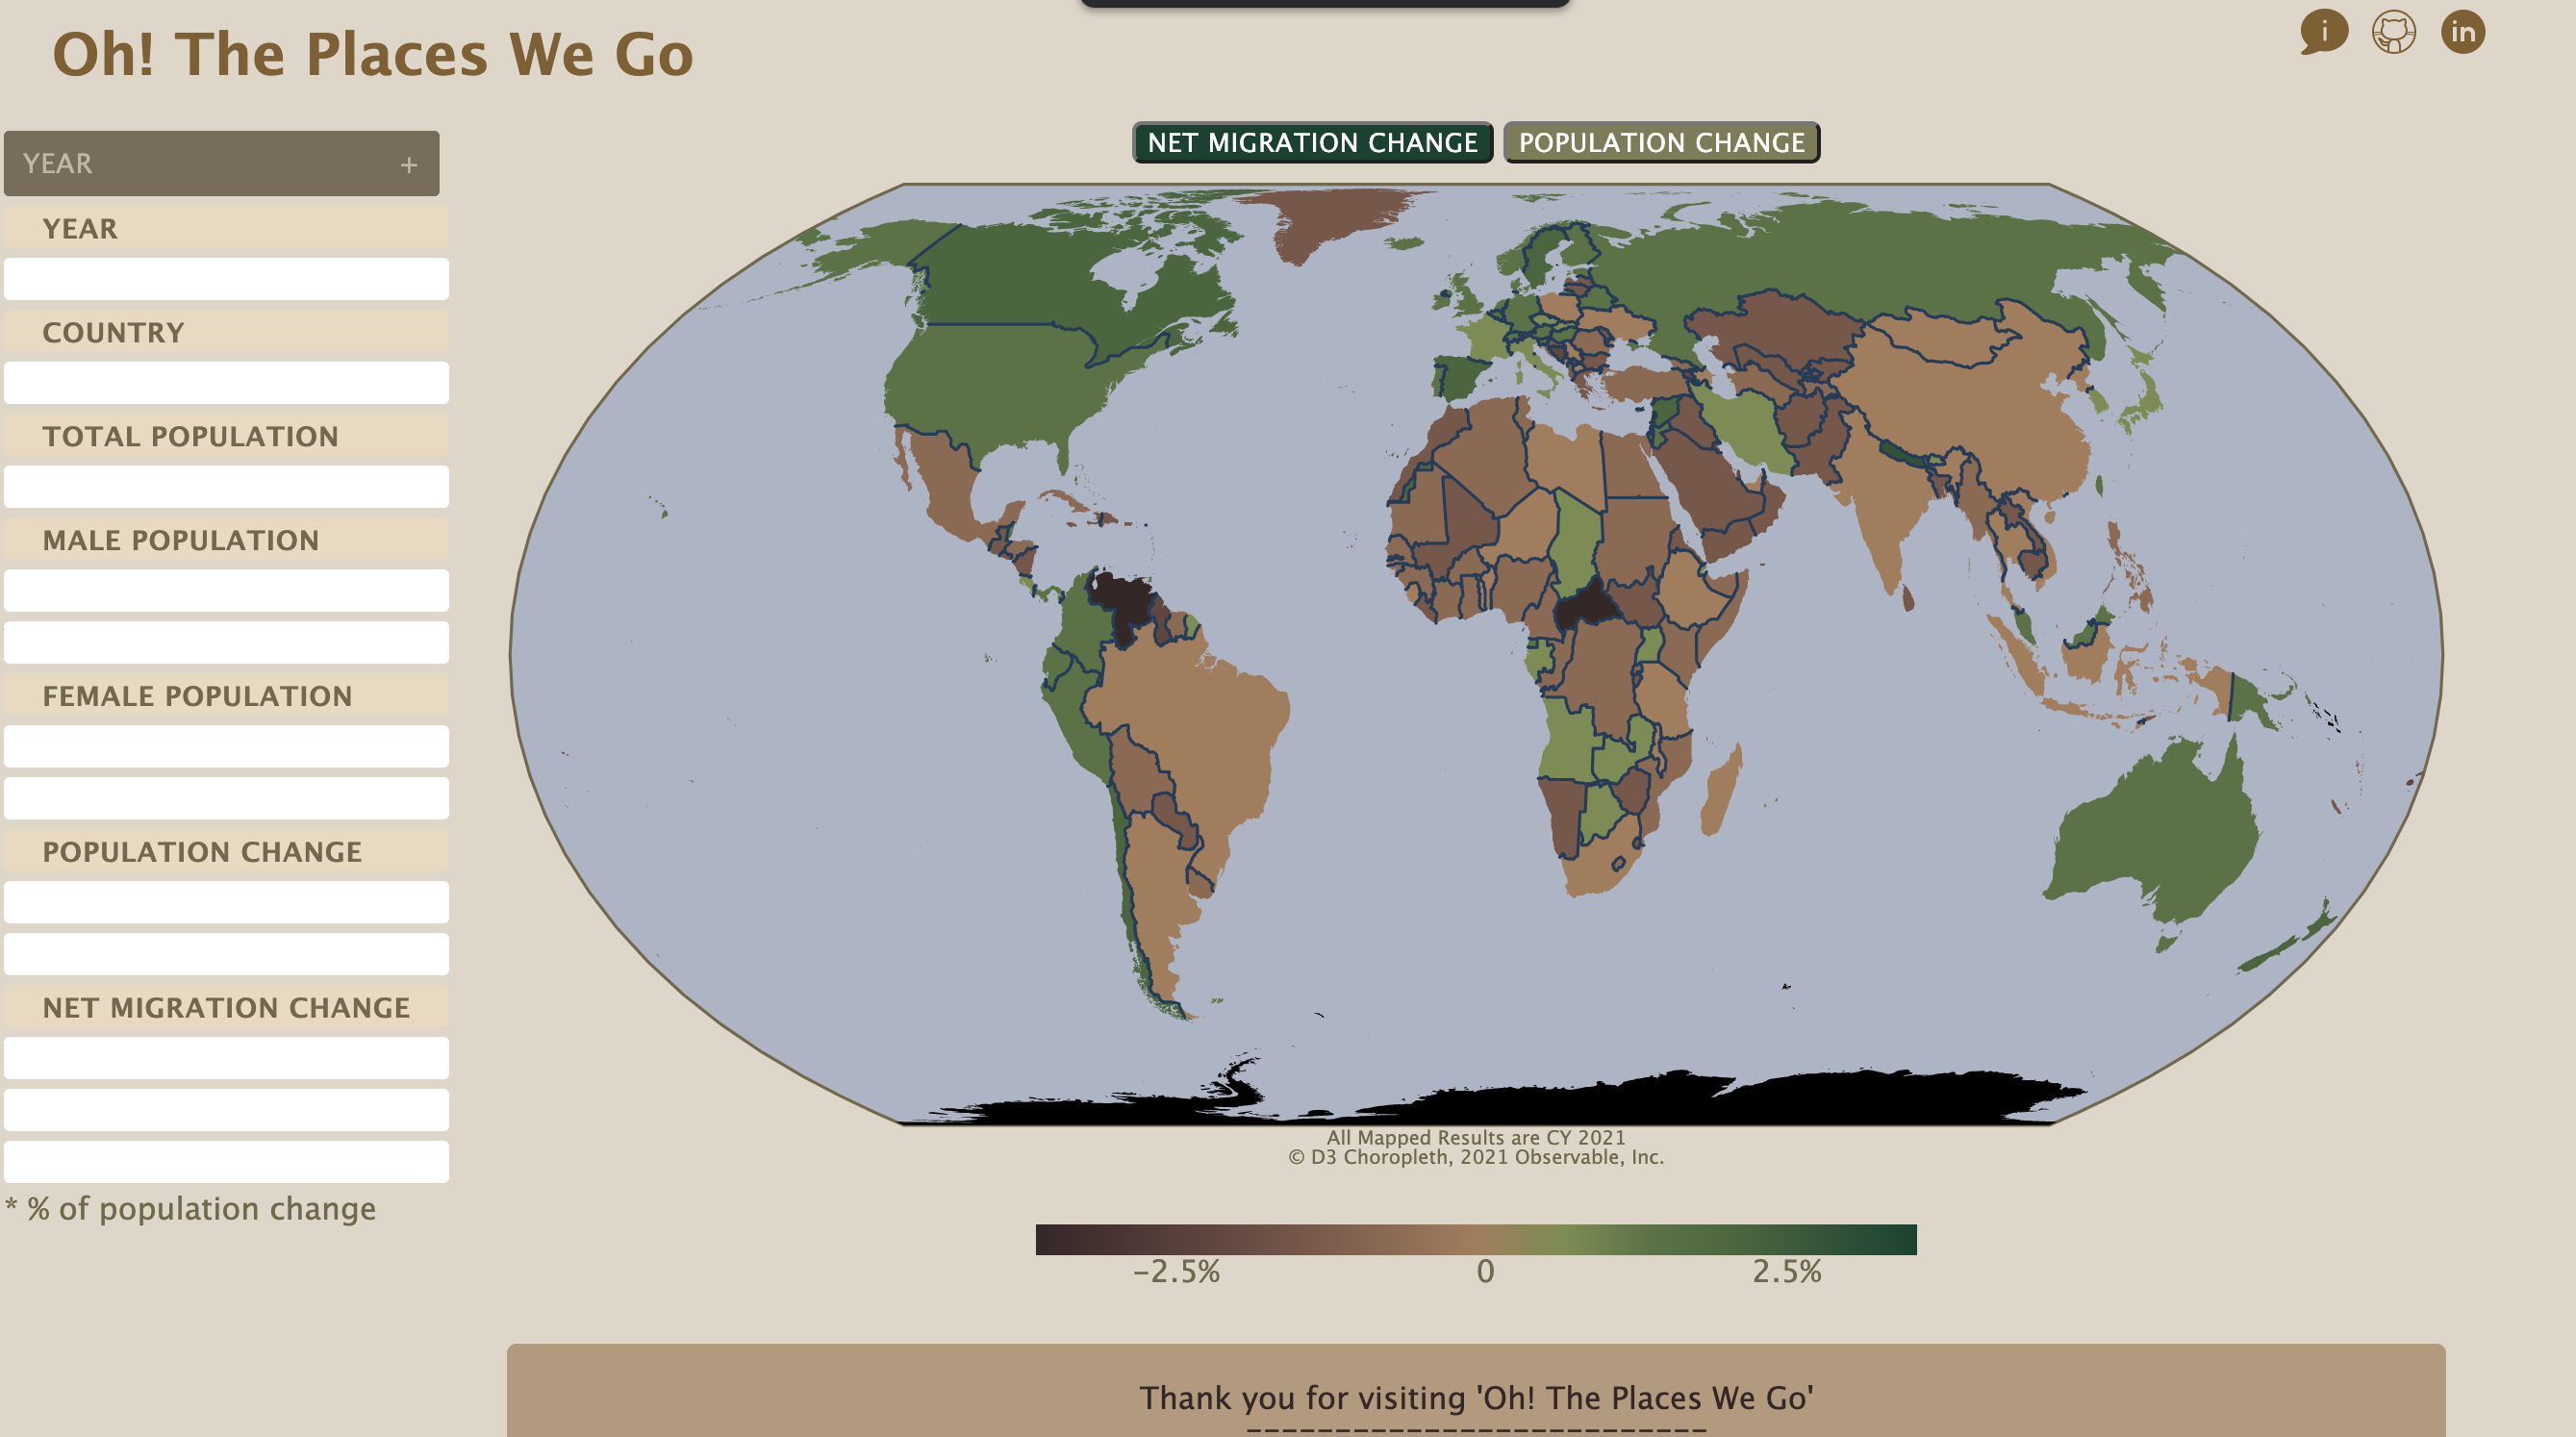 Oh! The Places We Go
i
in
YEAR +
YEAR
COUNTRY
TOTAL POPULATION
MALE POPULATION
FEMALE POPULATION
POPULATION CHANGE
NET MIGRATION CHANGE
* % of population change
NET MIGRATION CHANGE
POPULATION CHANGE
All Mapped Results are CY 2021
© D3 Choropleth, 2021 Observable, Inc.
-2.5% 0 2.5%
Thank you for visiting 'Oh! The Places We Go'
--------------------------